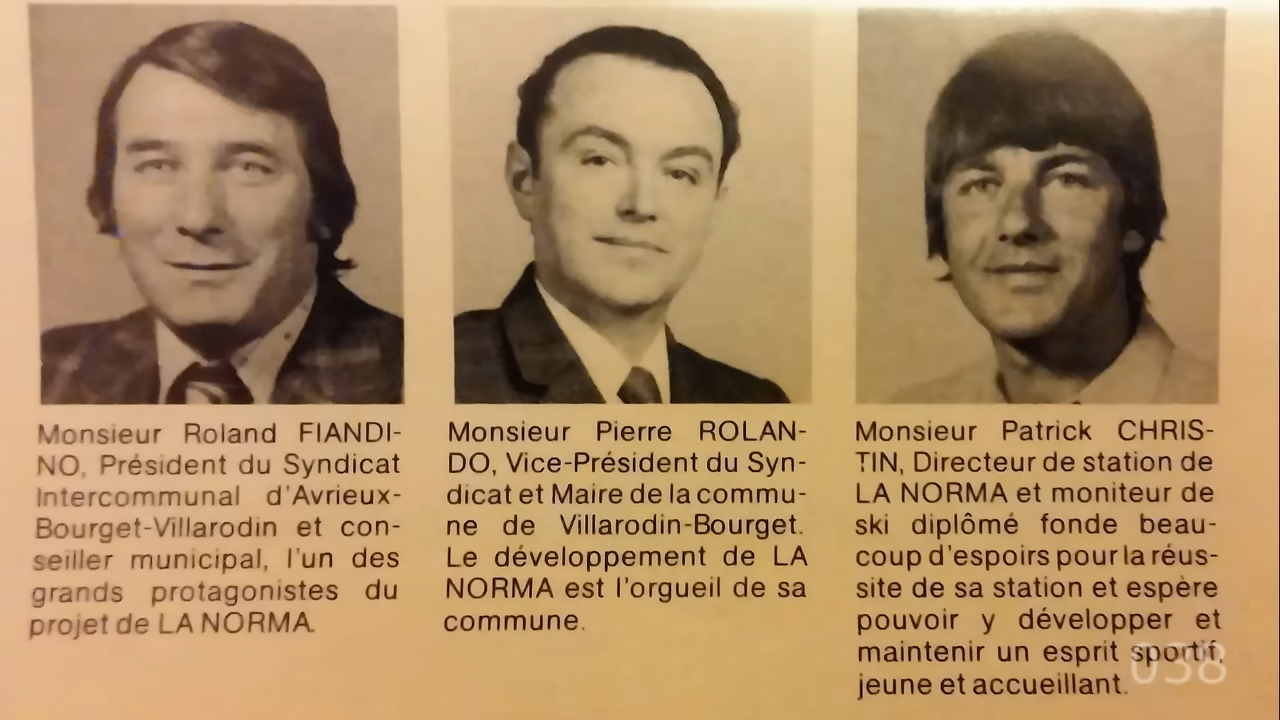 Monsieur Roland FIANDI-
NO, Président du Syndicat
Intercommunal d'Avrieux-
Bourget-Villarodin et con-
seiller municipal, l'un des
grands protagonistes du
projet de LA NORMA.
Monsieur Pierre ROLAN-
DO, Vice-Président du Syn-
dicat et Maire de la commu-
ne de Villarodin-Bourget.
Le développement de LA
NORMA est l'orgueil de sa
commune.
Monsieur Patrick CHRIS-
TIN, Directeur de station de
LA NORMA et moniteur de
ski diplômé fonde beau-
coup d'espoirs pour la réus-
site de sa station et espère
pouvoir y développer et
maintenir un esprit sportif,
jeune et accueillant.
038